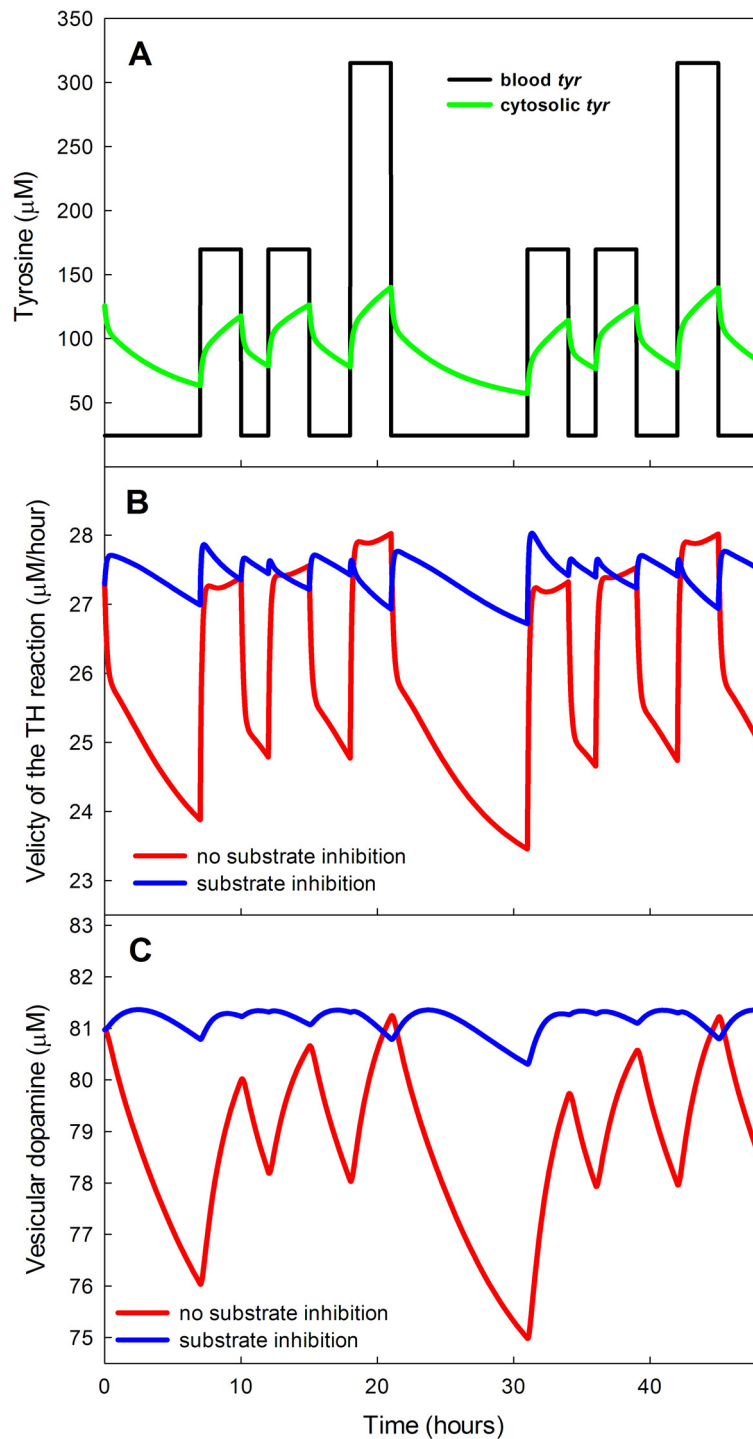 A
350
300
250
200
150
100
50
Tyrosine (μM)
blood tyr
cytosolic tyr
B
28
27
26
25
24
23
Velicty of the TH reaction (μM/hour)
no substrate inhibition
substrate inhibition
C
83
82
81
80
79
78
77
76
75
Vesicular dopamine (μM)
no substrate inhibition
substrate inhibition
0 10 20 30 40
Time (hours)